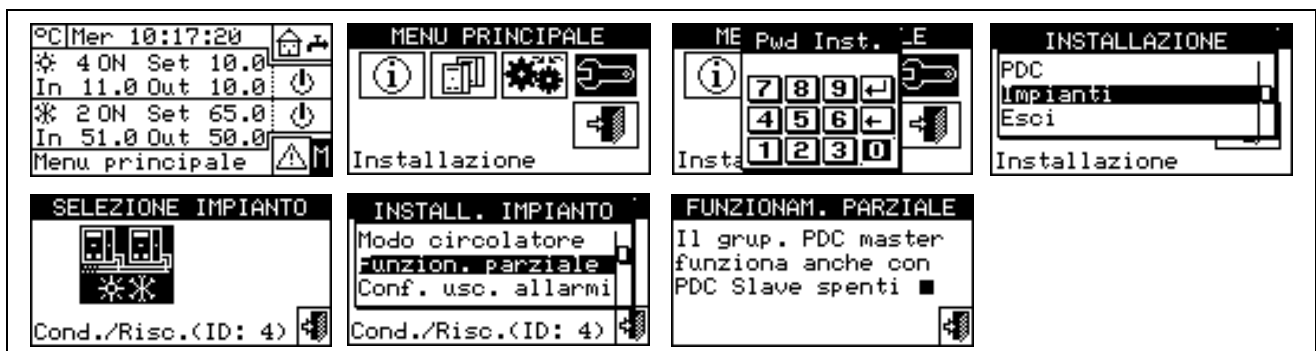 °C Mer 10:17:20
4 ON Set 10.0
In 11.0 Out 10.0
2 ON Set 65.0
In 51.0 Out 50.0
Menu principale M
MENU PRINCIPALE
i
Installazione
ME Pwd Inst. LE
i
7 8 9
4 5 6
1 2 3 0
Insta
INSTALLAZIONE
PDC
Impianti
Esci
Installazione
SELEZIONE IMPIANTO
Cond./Risc.(ID: 4)
INSTALL. IMPIANTO
Modo circolatore
Funzion. parziale
Conf. usc. allarmi
Cond./Risc.(ID: 4)
FUNZIONAM. PARZIALE
Il grup. PDC master
funziona anche con
PDC Slave spenti